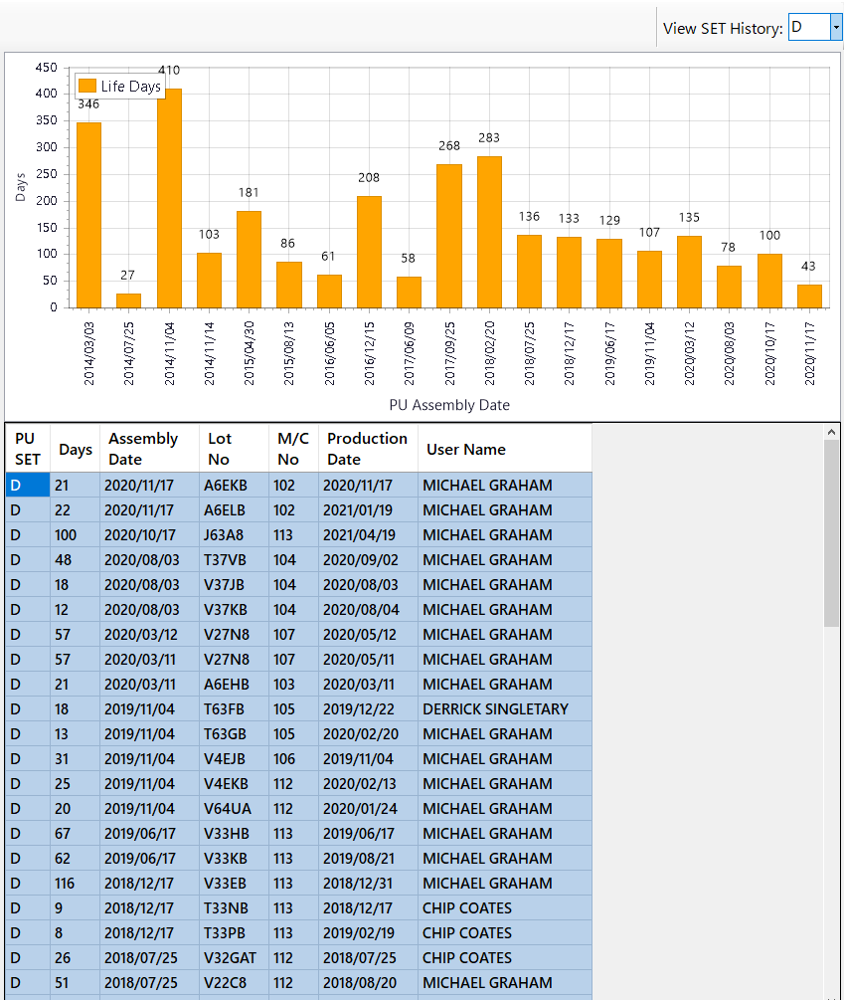 View SET History: D
450
400
350
300
250
200
150
100
50
0
Days
Life Days
346
27
410
103
181
86
61
208
58
268
283
136
133
129
107
135
78
100
43
2014/03/03
2014/07/25
2014/11/04
2014/11/14
2015/04/30
2015/08/13
2016/06/05
2016/12/15
2017/06/09
2017/09/25
2018/02/20
2018/07/25
2018/12/17
2019/06/17
2019/11/04
2020/03/12
2020/08/03
2020/10/17
2020/11/17
PU Assembly Date
PU SET Days Assembly Date Lot No M/C No Production Date User Name
D 21 2020/11/17 A6EKB 102 2020/11/17 MICHAEL GRAHAM
D 22 2020/11/17 A6ELB 102 2021/01/19 MICHAEL GRAHAM
D 100 2020/10/17 J63A8 113 2021/04/19 MICHAEL GRAHAM
D 48 2020/08/03 T37VB 104 2020/09/02 MICHAEL GRAHAM
D 18 2020/08/03 V37JB 104 2020/08/03 MICHAEL GRAHAM
D 12 2020/08/03 V37KB 104 2020/08/04 MICHAEL GRAHAM
D 57 2020/03/12 V27N8 107 2020/05/12 MICHAEL GRAHAM
D 57 2020/03/11 V27N8 107 2020/05/11 MICHAEL GRAHAM
D 21 2020/03/11 A6EHB 103 2020/03/11 MICHAEL GRAHAM
D 18 2019/11/04 T63FB 105 2019/12/22 DERRICK SINGLETARY
D 13 2019/11/04 T63GB 105 2020/02/20 MICHAEL GRAHAM
D 31 2019/11/04 V4EJB 106 2019/11/04 MICHAEL GRAHAM
D 25 2019/11/04 V4EKB 112 2020/02/13 MICHAEL GRAHAM
D 20 2019/11/04 V64UA 112 2020/01/24 MICHAEL GRAHAM
D 67 2019/06/17 V33HB 113 2019/06/17 MICHAEL GRAHAM
D 62 2019/06/17 V33KB 113 2019/08/21 MICHAEL GRAHAM
D 116 2018/12/17 V33EB 113 2018/12/31 MICHAEL GRAHAM
D 9 2018/12/17 T33NB 113 2018/12/17 CHIP COATES
D 8 2018/12/17 T33PB 113 2019/02/19 CHIP COATES
D 26 2018/07/25 V32GAT 112 2018/07/25 CHIP COATES
D 51 2018/07/25 V22C8 112 2018/08/20 MICHAEL GRAHAM